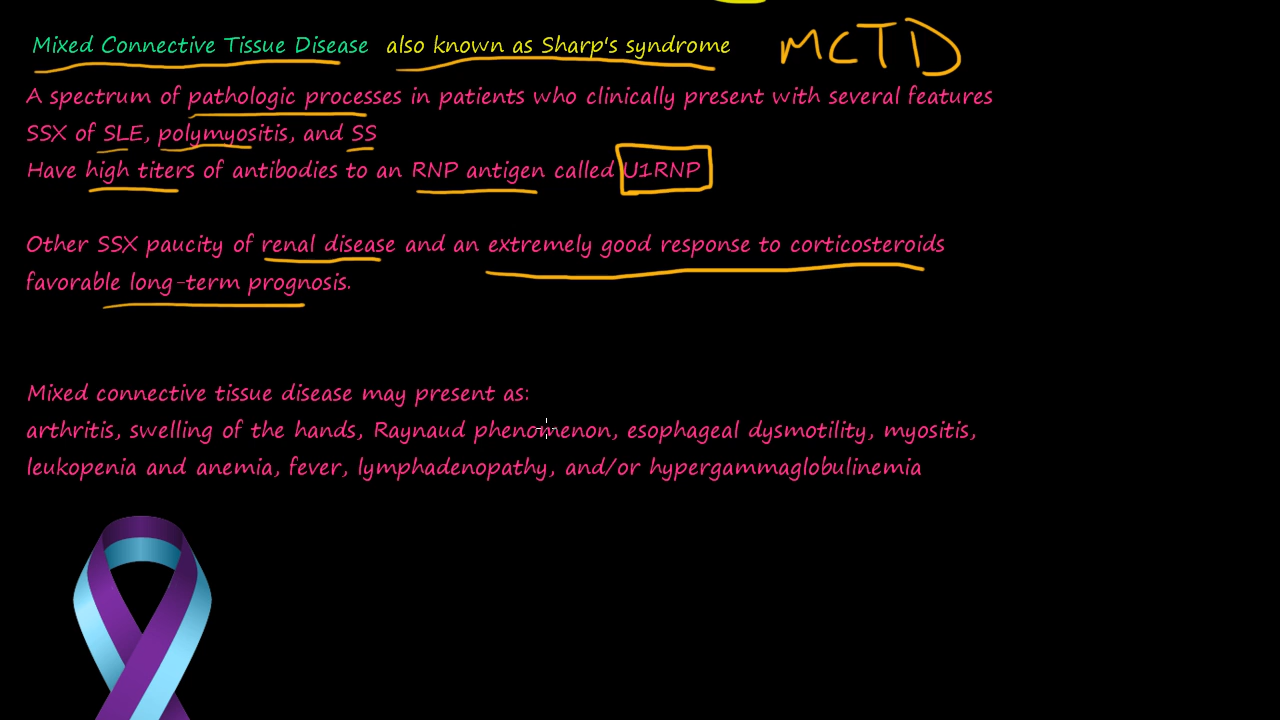 Mixed Connective Tissue Disease also known as Sharp's syndrome MCTD
A spectrum of pathologic processes in patients who clinically present with several features
SSX of SLE, polymyositis, and SS
Have high titers of antibodies to an RNP antigen called U1RNP
Other SSX paucity of renal disease and an extremely good response to corticosteroids
favorable long-term prognosis.
Mixed connective tissue disease may present as:
arthritis, swelling of the hands, Raynaud phenomenon, esophageal dysmotility, myositis,
leukopenia and anemia, fever, lymphadenopathy, and/or hypergammaglobulinemia